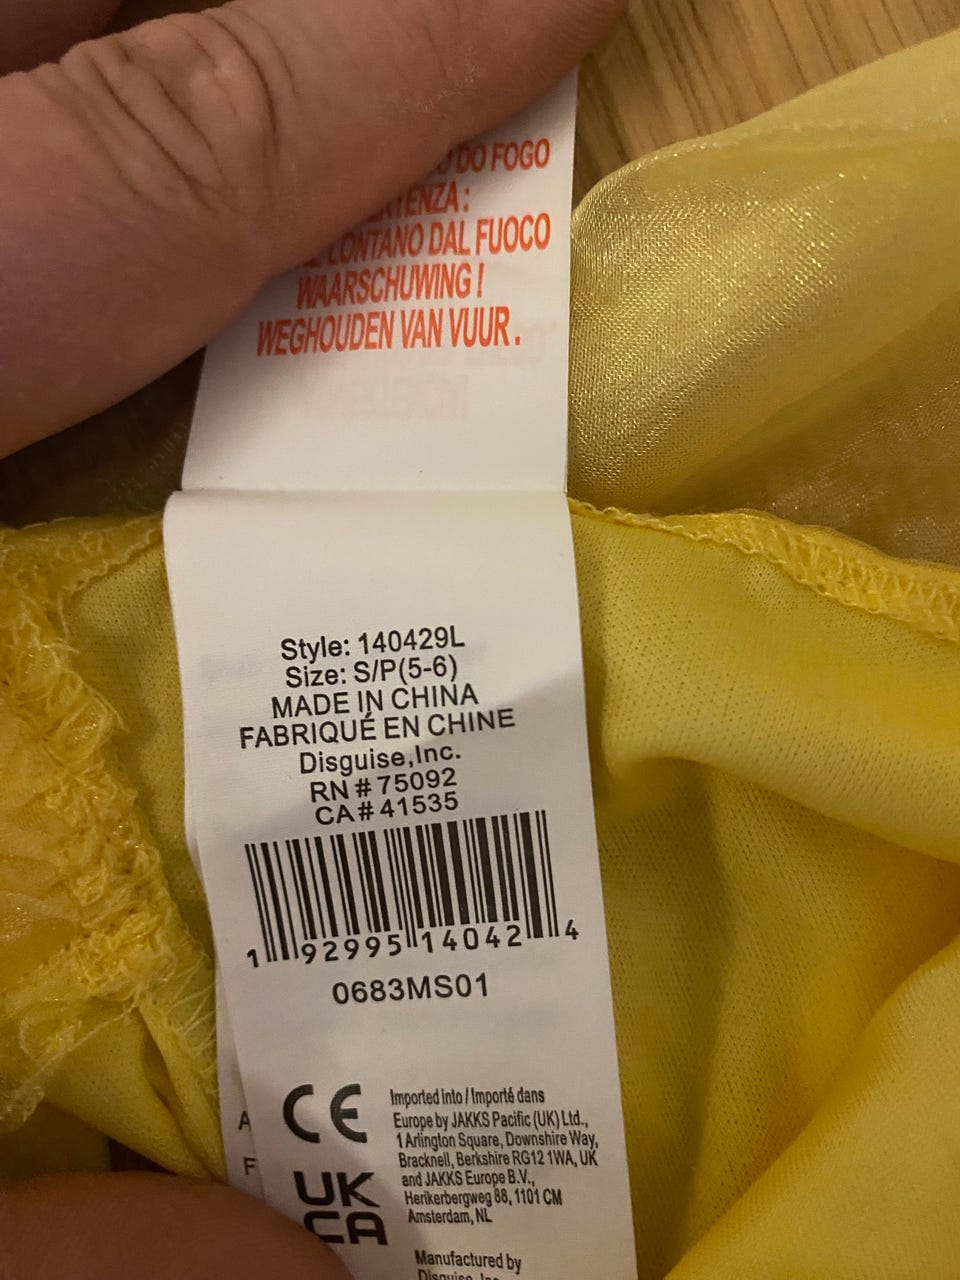 DO FOGO
LONTANO DAL FUOCO
WAARSCHUWING !
WEGHOUDEN VAN VUUR .
Style: 140429L
Size: S/P(5-6)
MADE IN CHINA
FABRIQUÉ EN CHINE
Disguise,Inc.
RN # 75092
CA# 41535
1 92995 14042 4
0683MS01
CE
Imported into / Importé dans
Europe by JAKKS Pacific (UK) Ltd.,
1 Arlington Square, Downshire Way,
Bracknell, Berkshire RG12 1WA, UK
and JAKKS Europe B.V.,
Herikerbergweg 88, 1101 CM
Amsterdam, NL
UK
CA
A
F
Manufactured by
Disguise, Inc.